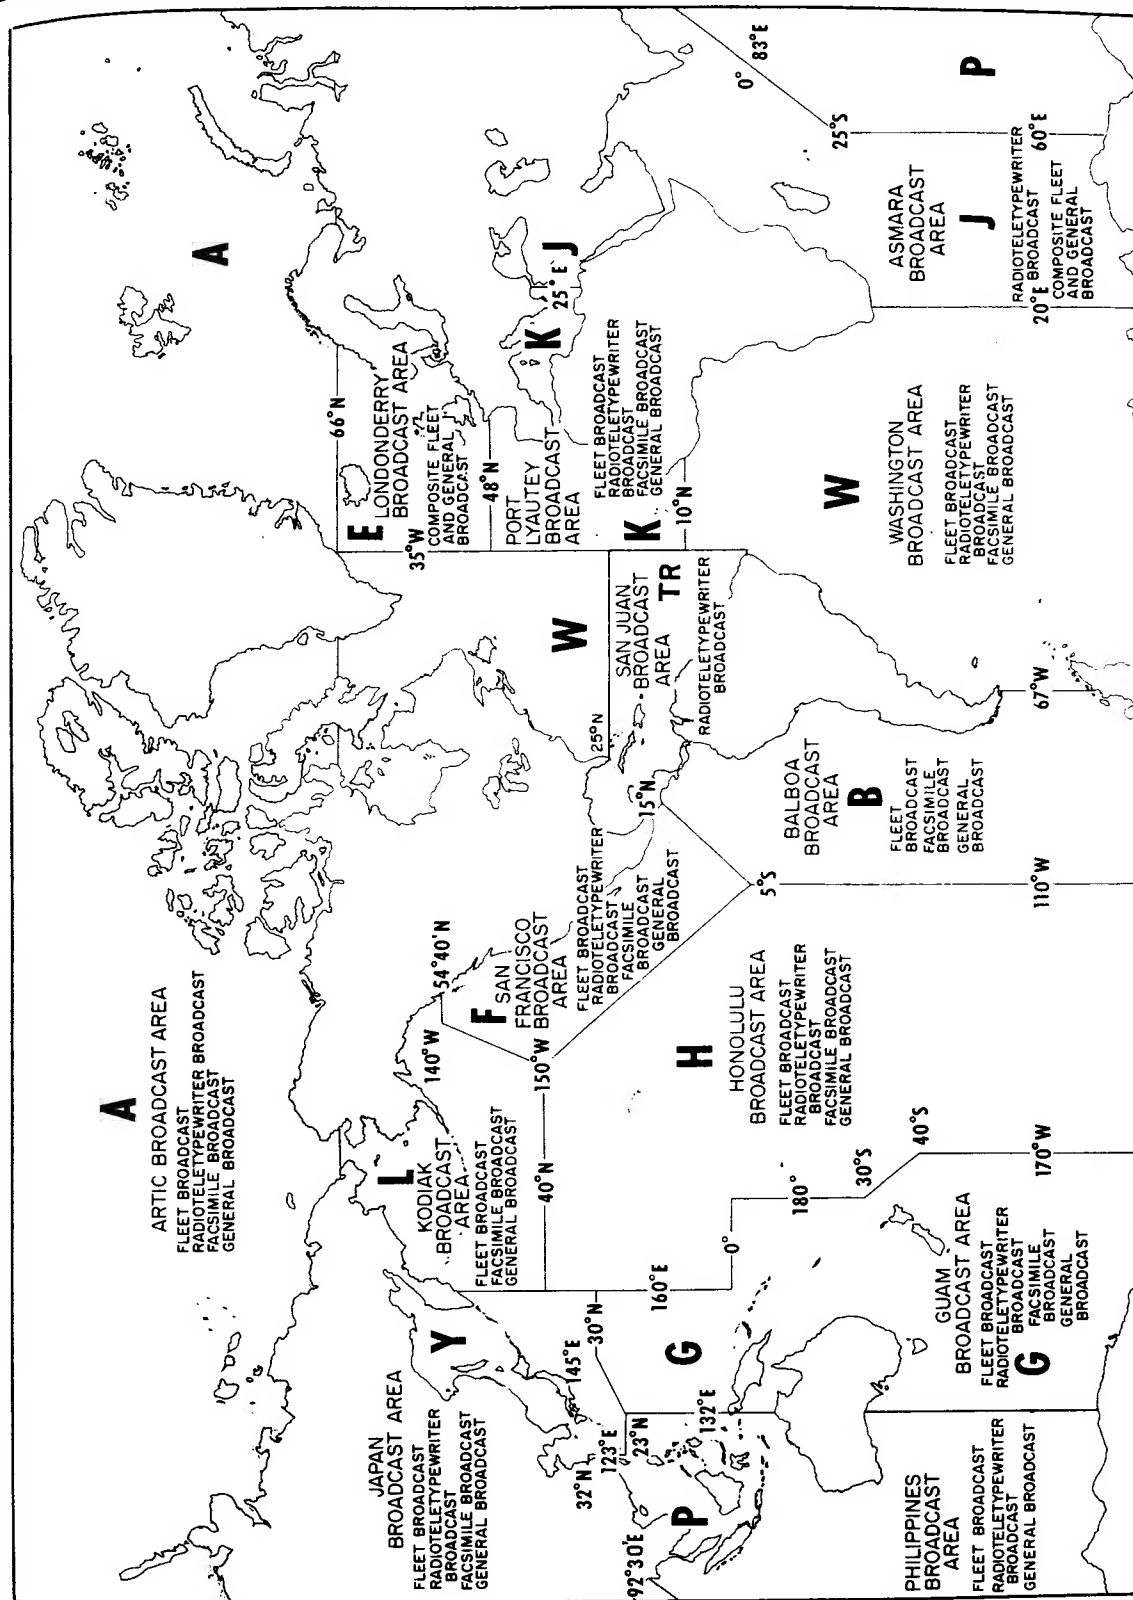 A
ARTIC BROADCAST AREA
FLEET BROADCAST
RADIOTELETYPEWRITER BROADCAST
FACSIMILE BROADCAST
GENERAL BROADCAST
A
JAPAN
BROADCAST AREA
FLEET BROADCAST
RADIOTELETYPEWRITER
BROADCAST
FACSIMILE BROADCAST
GENERAL BROADCAST
Y
L
KODIAK
BROADCAST
AREA
FLEET BROADCAST
FACSIMILE BROADCAST
GENERAL BROADCAST
140°W
54°40'N
F
SAN
FRANCISCO
BROADCAST
AREA
150°W
FLEET BROADCAST
RADIOTELETYPEWRITER
BROADCAST
FACSIMILE
BROADCAST
GENERAL
BROADCAST
66°N
E
LONDONDERRY
BROADCAST AREA
35°W
COMPOSITE FLEET
AND GENERAL
BROADCAST
48°N
PORT
LYAUTEY
BROADCAST
AREA
K
25°E
J
FLEET BROADCAST
RADIOTELETYPEWRITER
BROADCAST
FACSIMILE BROADCAST
GENERAL BROADCAST
K
10°N
W
25°N
SAN JUAN
BROADCAST
AREA
TR
RADIOTELETYPEWRITER
BROADCAST
15°N
40°N
32°N
145°E
30°N
123°E
23°N
160°E
G
132°E
P
92°30'E
0°
180°
30°S
40°S
170°W
H
HONOLULU
BROADCAST AREA
FLEET BROADCAST
RADIOTELETYPEWRITER
BROADCAST
FACSIMILE BROADCAST
GENERAL BROADCAST
5°S
110°W
BALBOA
BROADCAST
AREA
B
FLEET
BROADCAST
FACSIMILE
BROADCAST
GENERAL
BROADCAST
67°W
W
WASHINGTON
BROADCAST AREA
FLEET BROADCAST
RADIOTELETYPEWRITER
BROADCAST
FACSIMILE BROADCAST
GENERAL BROADCAST
0°
83°E
25°S
P
ASMARA
BROADCAST
AREA
J
RADIOTELETYPEWRITER
BROADCAST
20°E
60°E
COMPOSITE FLEET
AND GENERAL
BROADCAST
PHILIPPINES
BROADCAST
AREA
FLEET BROADCAST
RADIOTELETYPEWRITER
BROADCAST
GENERAL BROADCAST
GUAM
BROADCAST AREA
FLEET BROADCAST
RADIOTELETYPEWRITER
BROADCAST
FACSIMILE
BROADCAST
GENERAL
BROADCAST
G